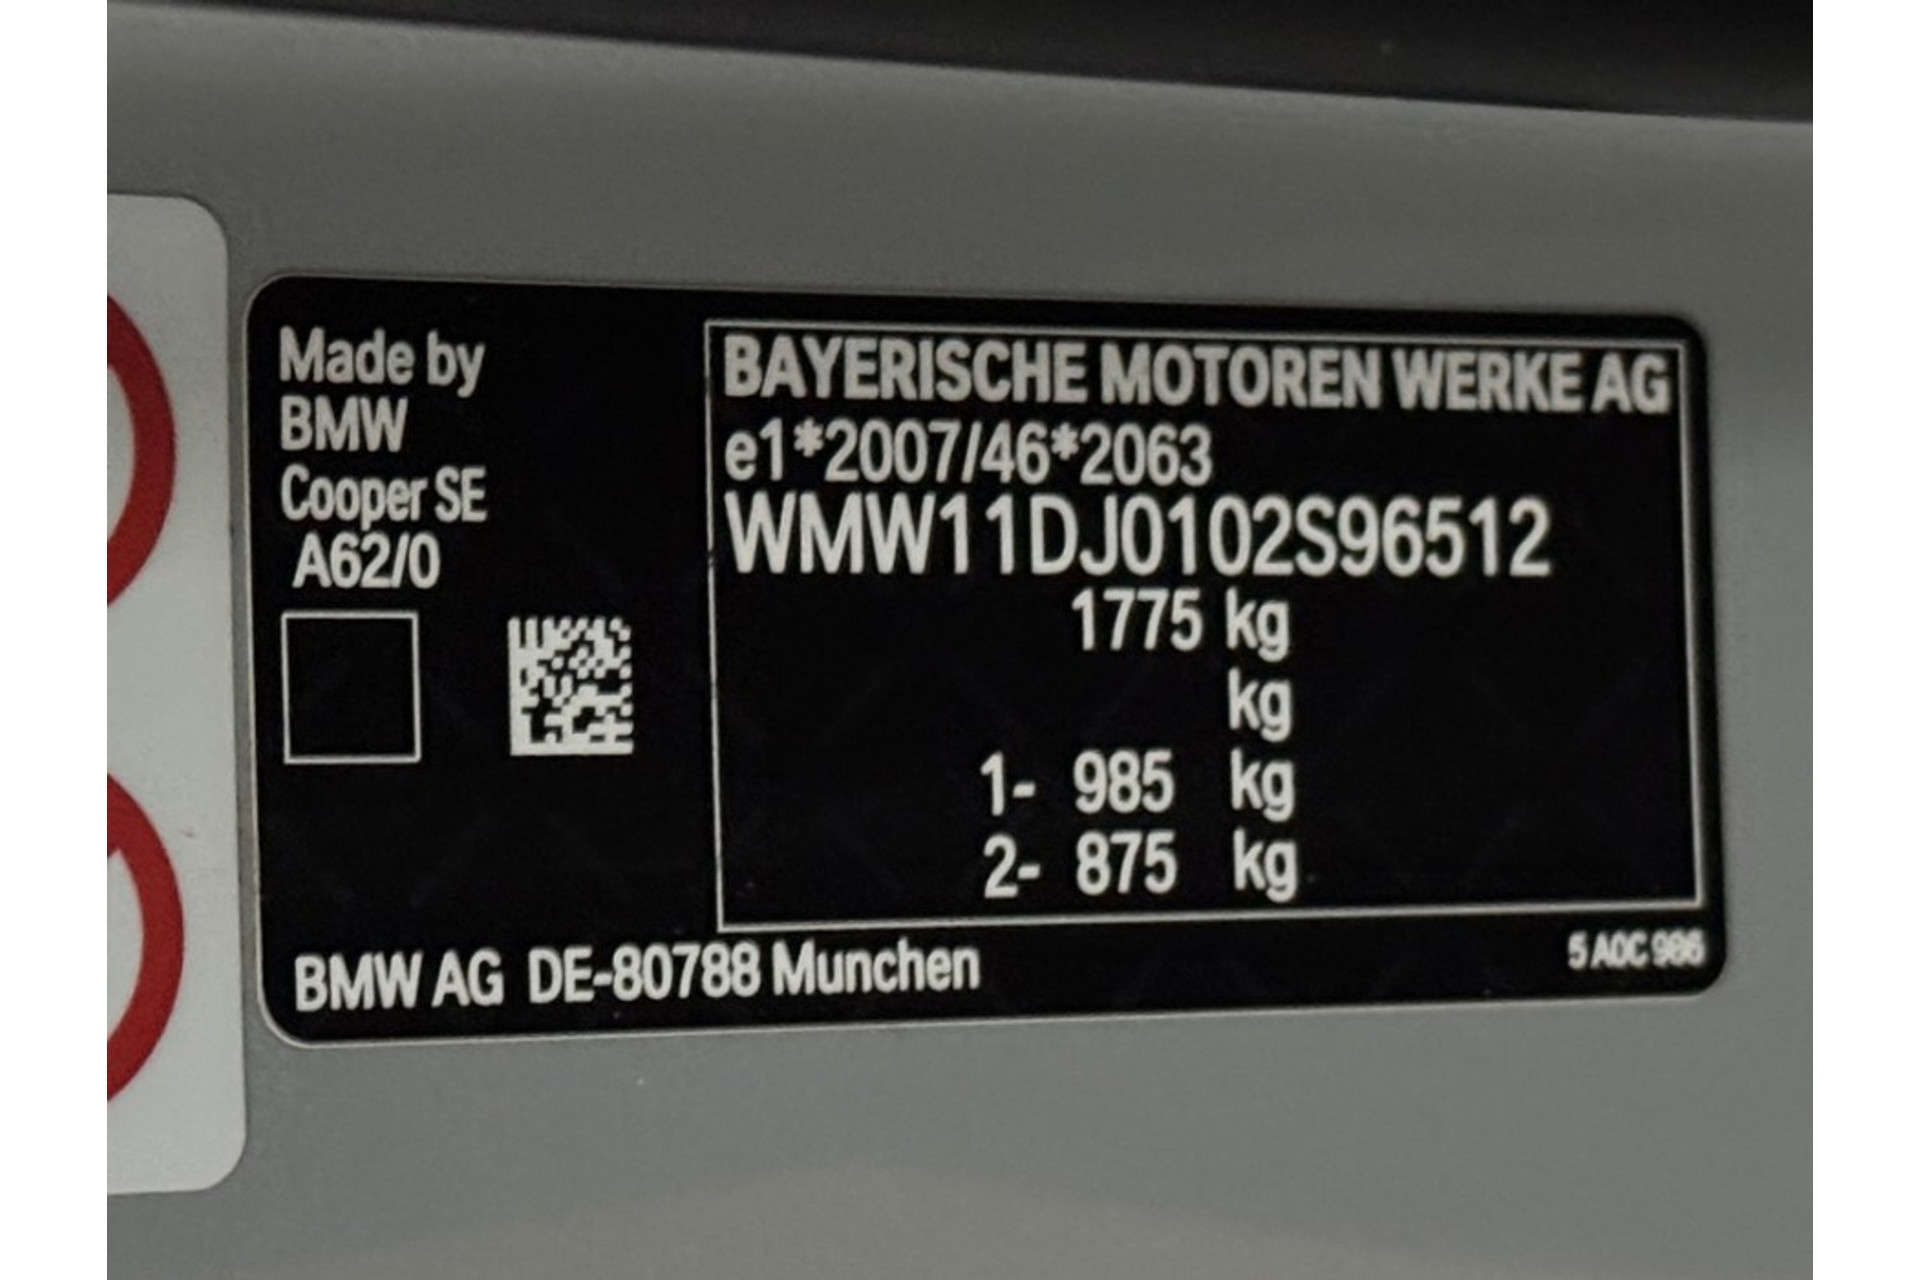 Made by
BMW
Cooper SE
A62/0
BAYERISCHE MOTOREN WERKE AG
e1*2007/46*2063
WMW11DJ0102S96512
1775 kg
kg
1- 985 kg
2- 875 kg
BMW AG DE-80788 Munchen
5 A0C 986